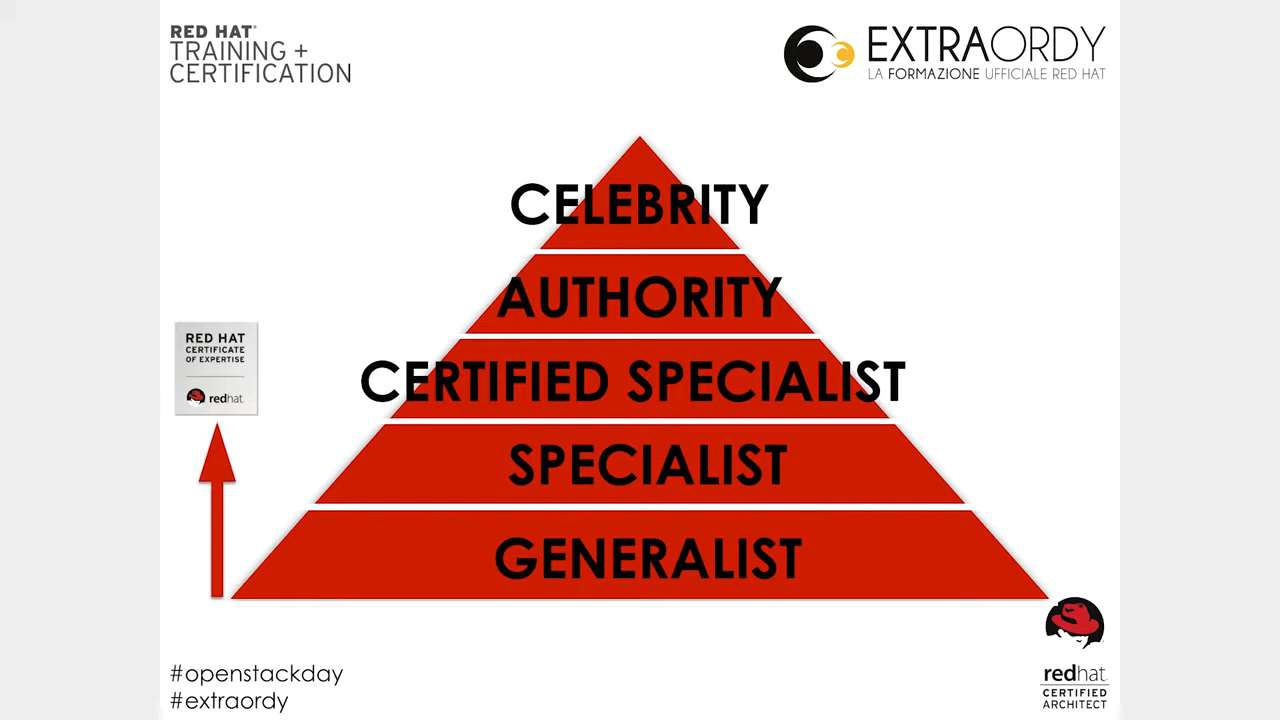 RED HAT®
TRAINING +
CERTIFICATION
EXTRAORDY
LA FORMAZIONE UFFICIALE RED HAT
CELEBRITY
AUTHORITY
CERTIFIED SPECIALIST
SPECIALIST
GENERALIST
RED HAT
CERTIFICATE
OF EXPERTISE
redhat.
#openstackday
#extraordy
redhat.
CERTIFIED
ARCHITECT